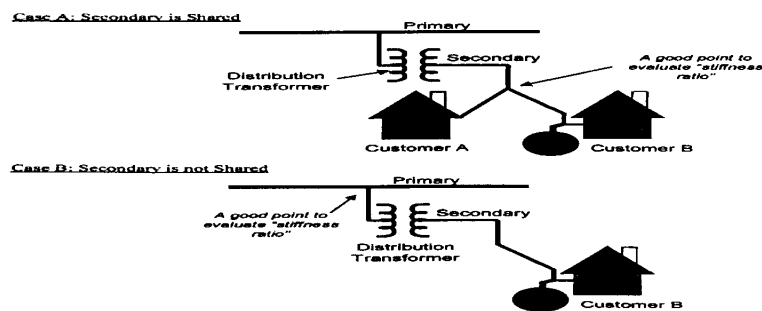 Case A: Secondary is Shared
Primary
Secondary
Distribution
Transformer
A good point to
evaluate "stiffness
ratio"
Customer A
Customer B
Case B: Secondary is not Shared
Primary
A good point to
evaluate "stiffness
ratio"
Secondary
Distribution
Transformer
Customer B